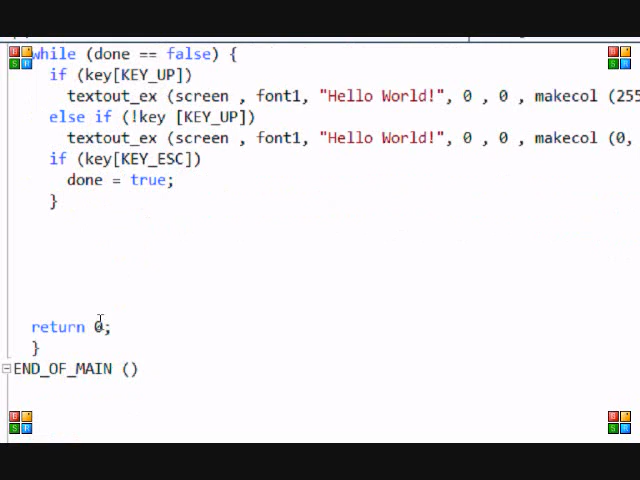 while (done == false) {
if (key[KEY_UP])
textout_ex (screen , font1, "Hello World!", 0 , 0 , makecol (255
else if (!key [KEY_UP])
textout_ex (screen , font1, "Hello World!", 0 , 0 , makecol (0,
if (key[KEY_ESC])
done = true;
}
return 0;
}
END_OF_MAIN ()